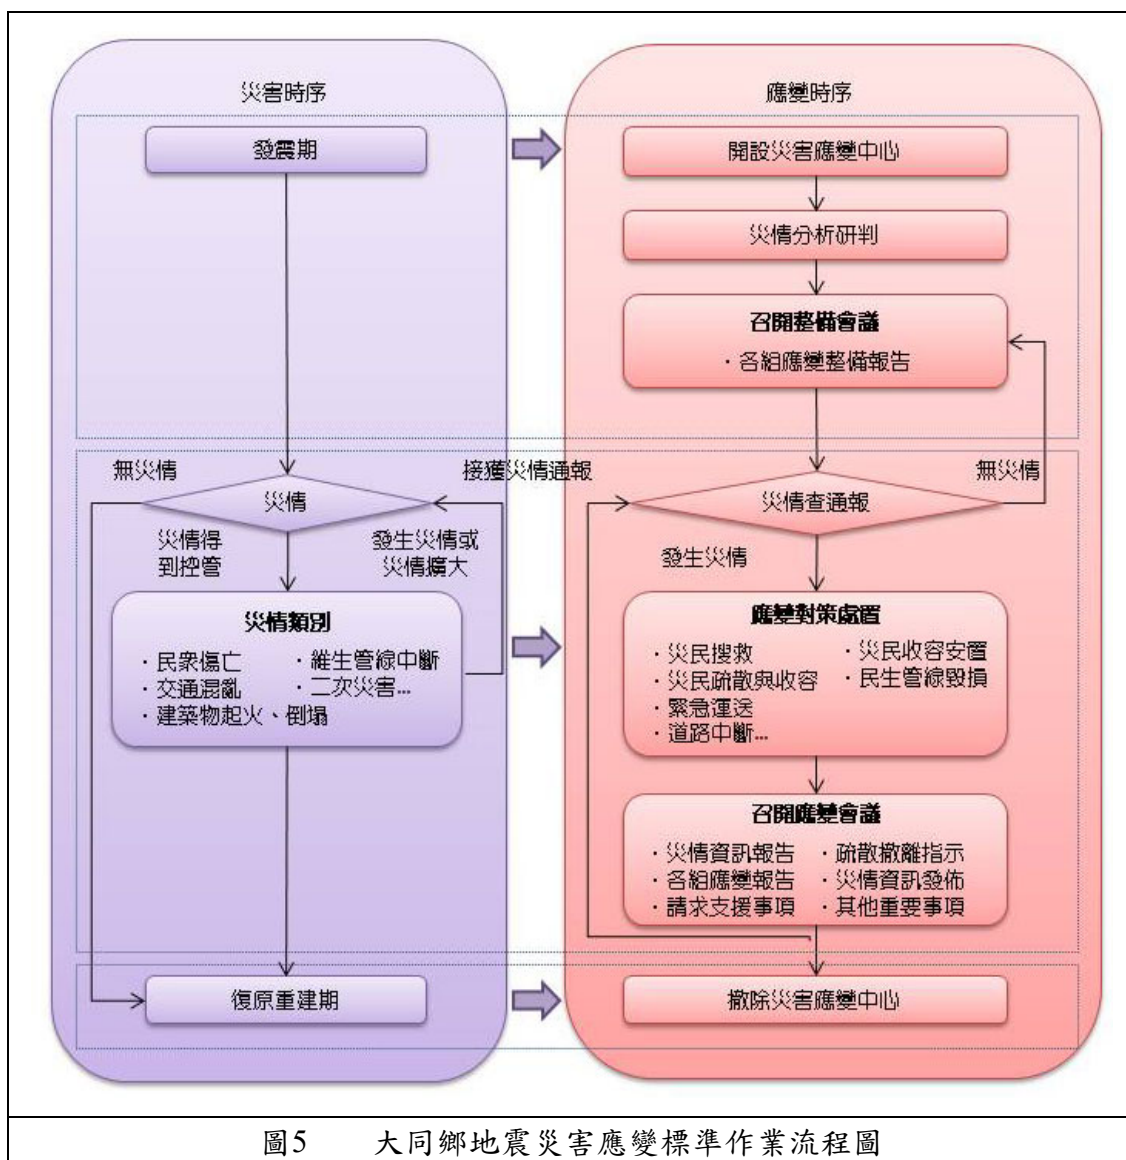 災害時序
發震期
無災情
災情
災情得
到控管
發生災情或
災情擴大
災情類別
·民眾傷亡
·交通混亂
·建築物起火、倒塌
·維生管線中斷
·二次災害...
復原重建期
應變時序
開設災害應變中心
災情分析研判
召開整備會議
·各組應變整備報告
接獲災情通報
災情查通報
無災情
發生災情
應變對策處置
·災民搜救
·災民疏散與收容
·緊急運送
·道路中斷...
·災民收容安置
·民生管線毀損
召開應變會議
·災情資訊報告
·各組應變報告
·請求支援事項
·疏散撤離指示
·災情資訊發佈
·其他重要事項
撤除災害應變中心
圖5 大同鄉地震災害應變標準作業流程圖